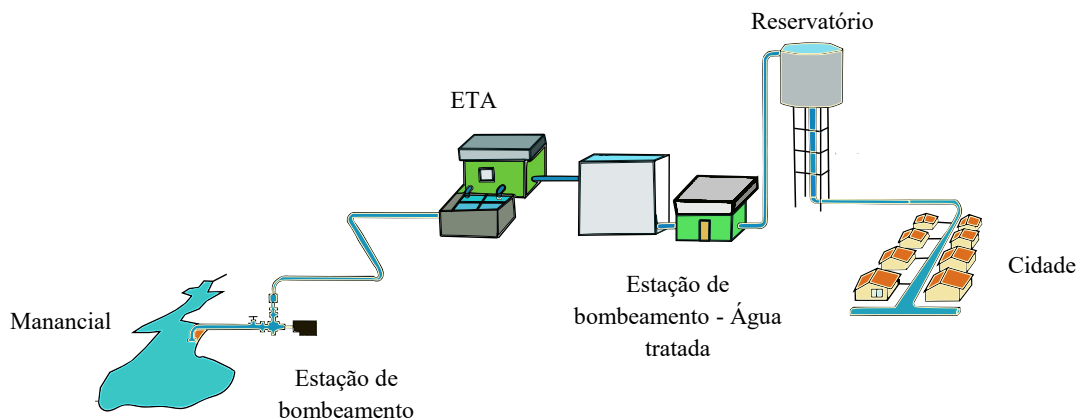 Reservatório
ETA
Manancial
Estação de
bombeamento
Estação de
bombeamento - Água
tratada
Cidade